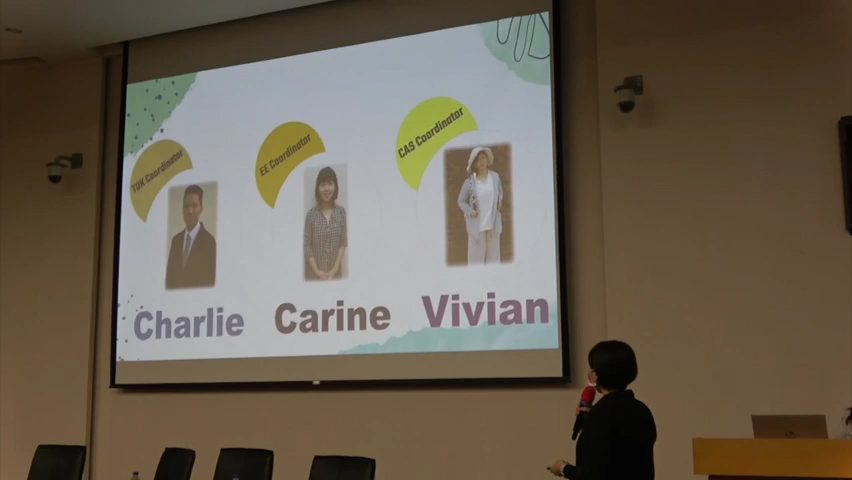 TOK Coordinator
EE Coordinator
CAS Coordinator
Charlie
Carine
Vivian